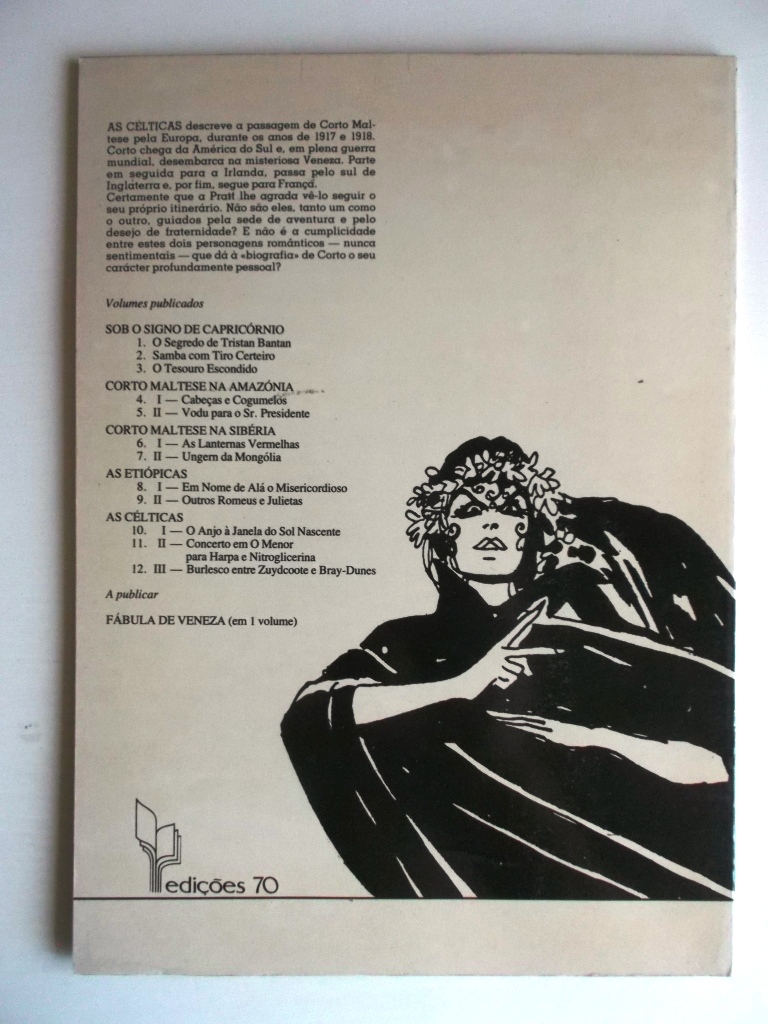 AS CÉLTICAS descreve a passagem de Corto Mal-
tese pela Europa, durante os anos de 1917 e 1918.
Corto chega da América do Sul e, em plena guerra
mundial, desembarca na misteriosa Veneza. Parte
em seguida para a Irlanda, passa pelo sul de
Inglaterra e, por fim, segue para França.
Certamente que a Pratt lhe agrada vê-lo seguir o
seu próprio itinerário. Não são eles, tanto um como
o outro, guiados pela sede de aventura e pelo
desejo de fraternidade? E não é a cumplicidade
entre estes dois personagens românticos — nunca
sentimentais — que dá à «biografia» de Corto o seu
carácter profundamente pessoal?
Volumes publicados
SOB O SIGNO DE CAPRICÓRNIO
1. O Segredo de Tristan Bantan
2. Samba com Tiro Certeiro
3. O Tesouro Escondido
CORTO MALTESE NA AMAZÓNIA
4. I — Cabeças e Cogumelos
5. II — Vodu para o Sr. Presidente
CORTO MALTESE NA SIBÉRIA
6. I — As Lanternas Vermelhas
7. II — Ungern da Mongólia
AS ETIÓPICAS
8. I — Em Nome de Alá o Misericordioso
9. II — Outros Romeus e Julietas
AS CÉLTICAS
10. I — O Anjo à Janela do Sol Nascente
11. II — Concerto em O Menor
para Harpa e Nitroglicerina
12. III — Burlesco entre Zuydcoote e Bray-Dunes
A publicar
FÁBULA DE VENEZA (em 1 volume)
edições 70